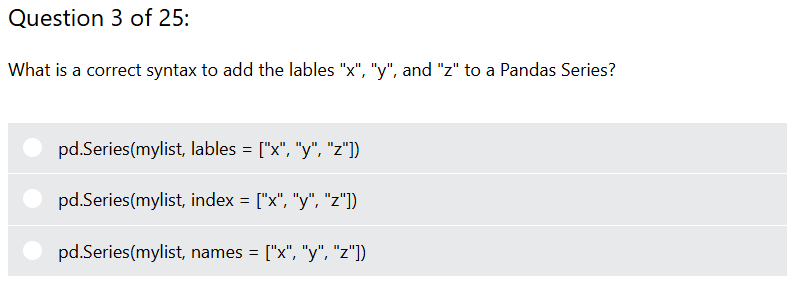 Question 3 of 25:
What is a correct syntax to add the lables "x", "y", and "z" to a Pandas Series?
pd.Series(mylist, lables = ["x", "y", "z"])
pd.Series(mylist, index = ["x", "y", "z"])
pd.Series(mylist, names = ["x", "y", "z"])